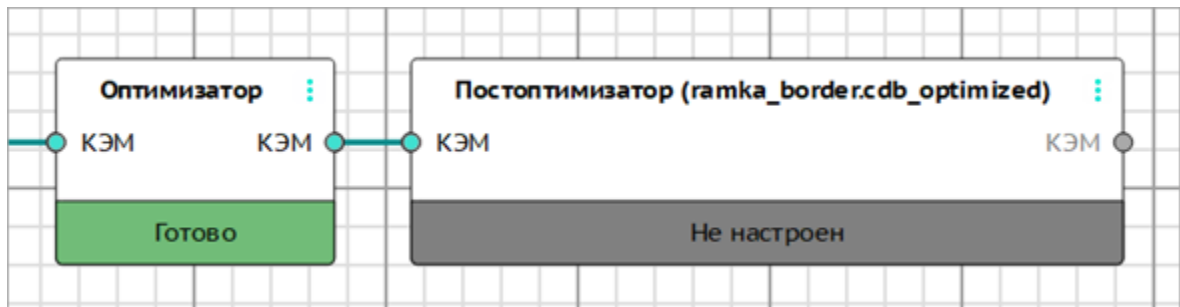 Оптимизатор
КЭМ КЭМ
Готово
Постоптимизатор (ramka_border.cdb_optimized)
КЭМ КЭМ
Не настроен